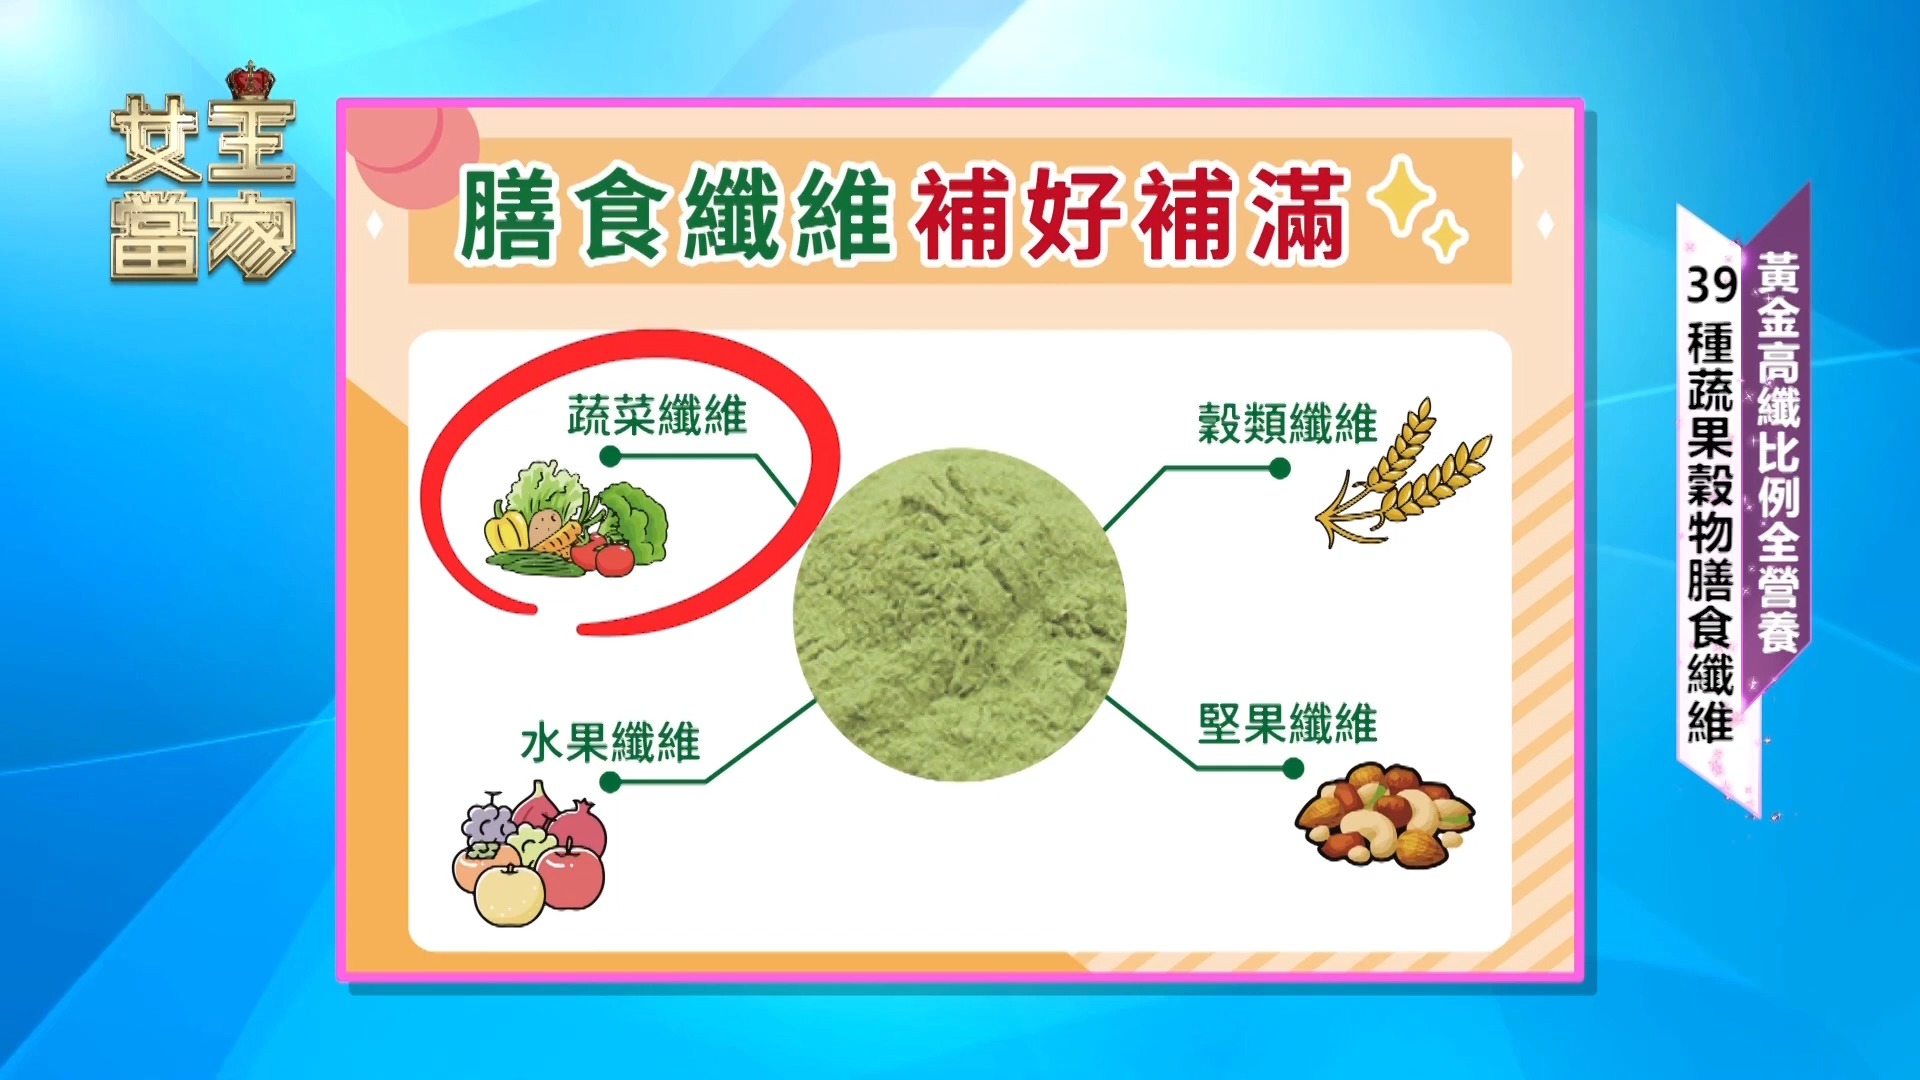 女王
當家
膳食纖維補好補滿
蔬菜纖維
穀類纖維
水果纖維
堅果纖維
黃金高纖比例全營養
39種蔬果穀物膳食纖維